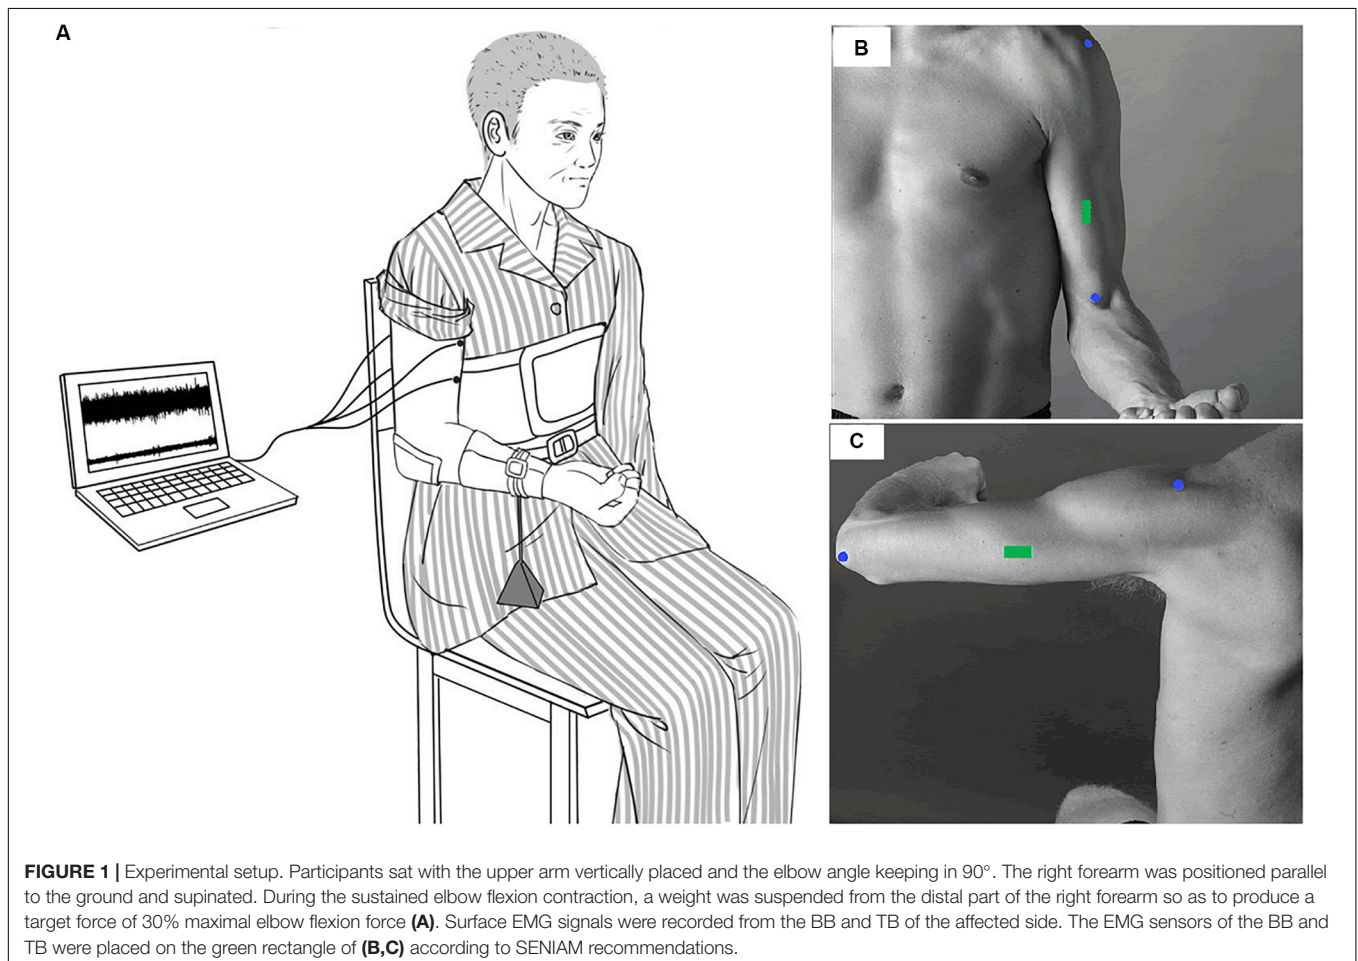 A
B
C
FIGURE 1 | Experimental setup. Participants sat with the upper arm vertically placed and the elbow angle keeping in 90°. The right forearm was positioned parallel
to the ground and supinated. During the sustained elbow flexion contraction, a weight was suspended from the distal part of the right forearm so as to produce a
target force of 30% maximal elbow flexion force (A). Surface EMG signals were recorded from the BB and TB of the affected side. The EMG sensors of the BB and
TB were placed on the green rectangle of (B,C) according to SENIAM recommendations.